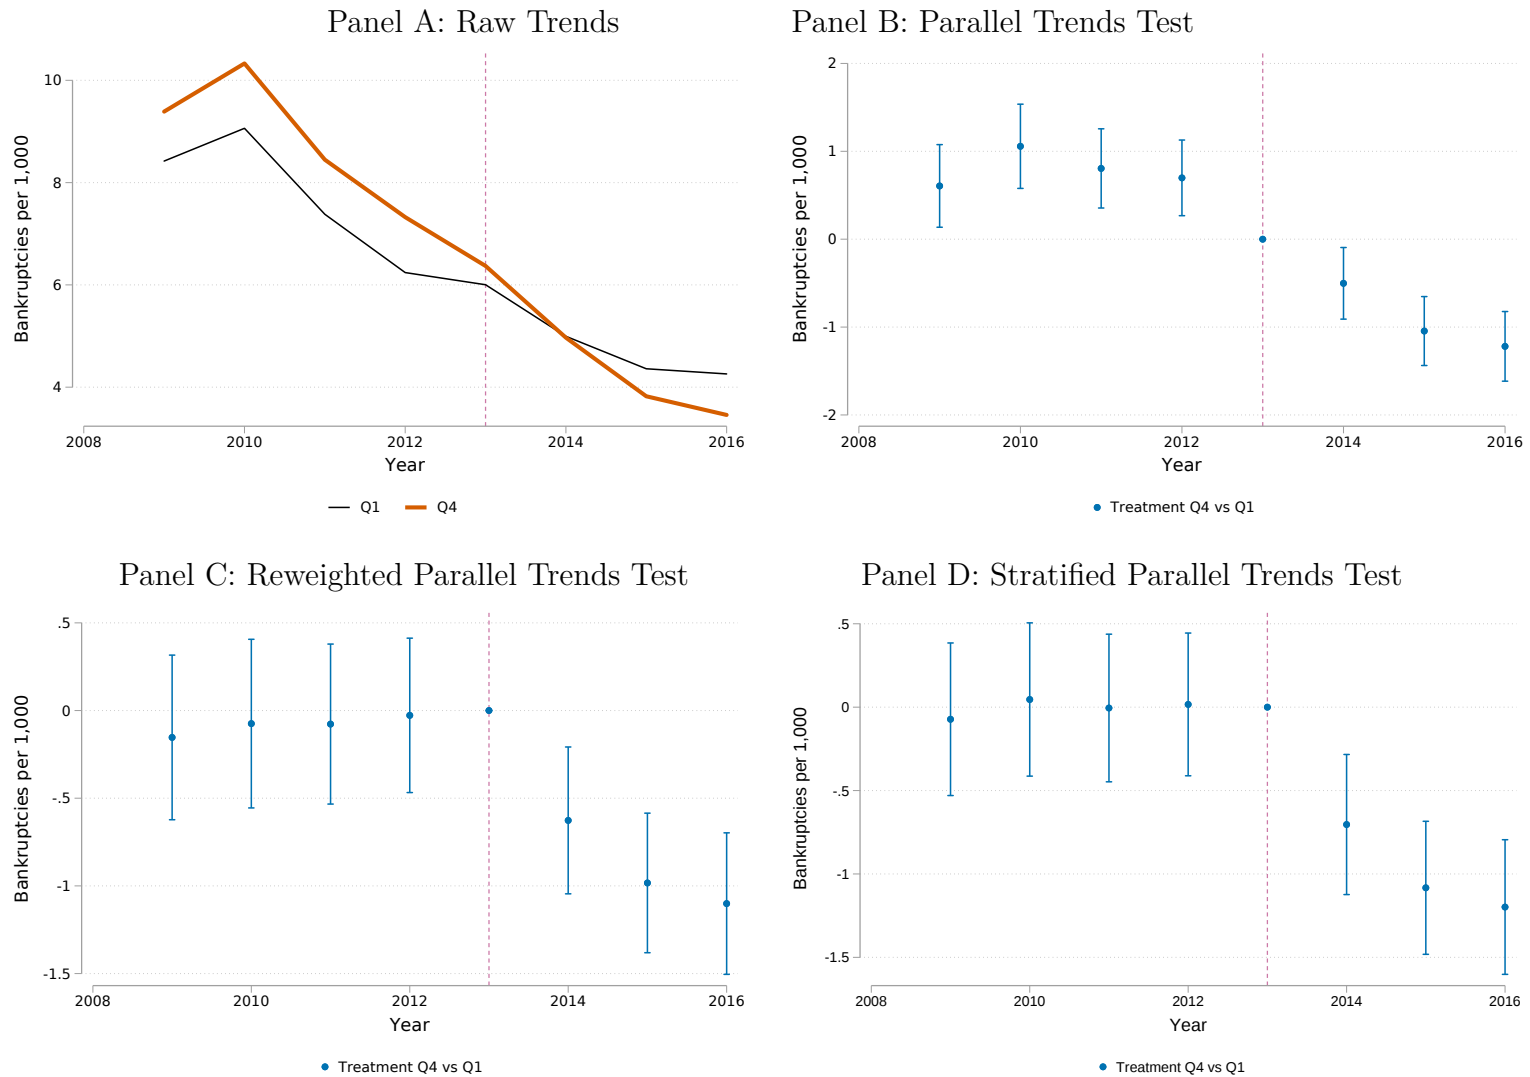 Panel A: Raw Trends
Bankruptcies per 1,000
10
8
6
4
2008 2010 2012 2014 2016
Year
Q1 Q4
Panel B: Parallel Trends Test
Bankruptcies per 1,000
2
1
0
-1
-2
2008 2010 2012 2014 2016
Year
Treatment Q4 vs Q1
Panel C: Reweighted Parallel Trends Test
Bankruptcies per 1,000
.5
0
-.5
-1
-1.5
2008 2010 2012 2014 2016
Year
Treatment Q4 vs Q1
Panel D: Stratified Parallel Trends Test
Bankruptcies per 1,000
.5
0
-.5
-1
-1.5
2008 2010 2012 2014 2016
Year
Treatment Q4 vs Q1